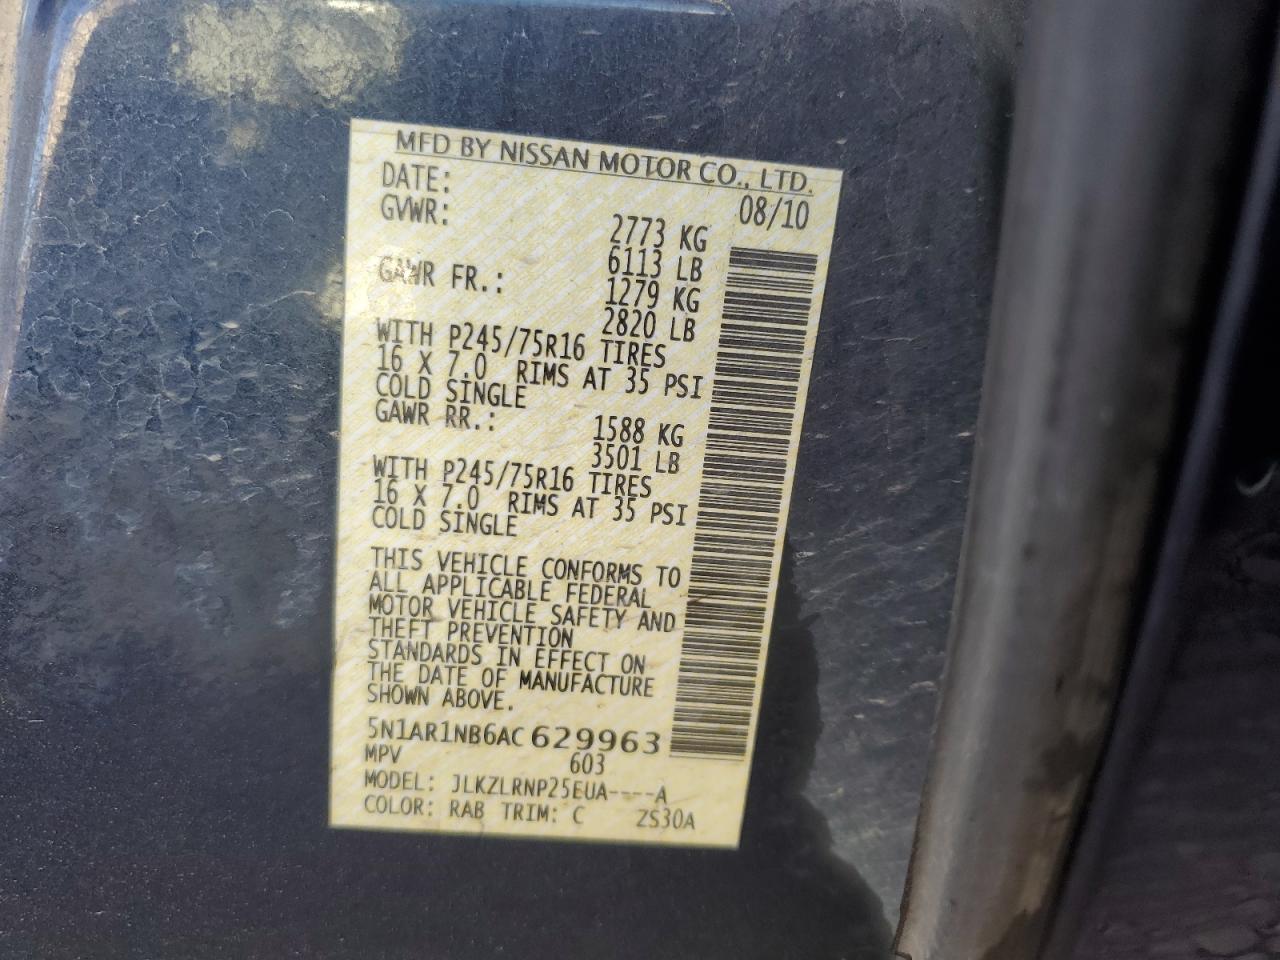 MFD BY NISSAN MOTOR CO., LTD.
DATE: 08/10
GVWR: 2773 KG
6113 LB
GAWR FR.: 1279 KG
2820 LB
WITH P245/75R16 TIRES
16 X 7.0 RIMS AT 35 PSI
COLD SINGLE
GAWR RR.: 1588 KG
3501 LB
WITH P245/75R16 TIRES
16 X 7.0 RIMS AT 35 PSI
COLD SINGLE
THIS VEHICLE CONFORMS TO
ALL APPLICABLE FEDERAL
MOTOR VEHICLE SAFETY AND
THEFT PREVENTION
STANDARDS IN EFFECT ON
THE DATE OF MANUFACTURE
SHOWN ABOVE.
5N1AR1NB6AC 629963
MPV 603
MODEL: JLKZLRNP25EUA----A
COLOR: RAB TRIM: C ZS30A